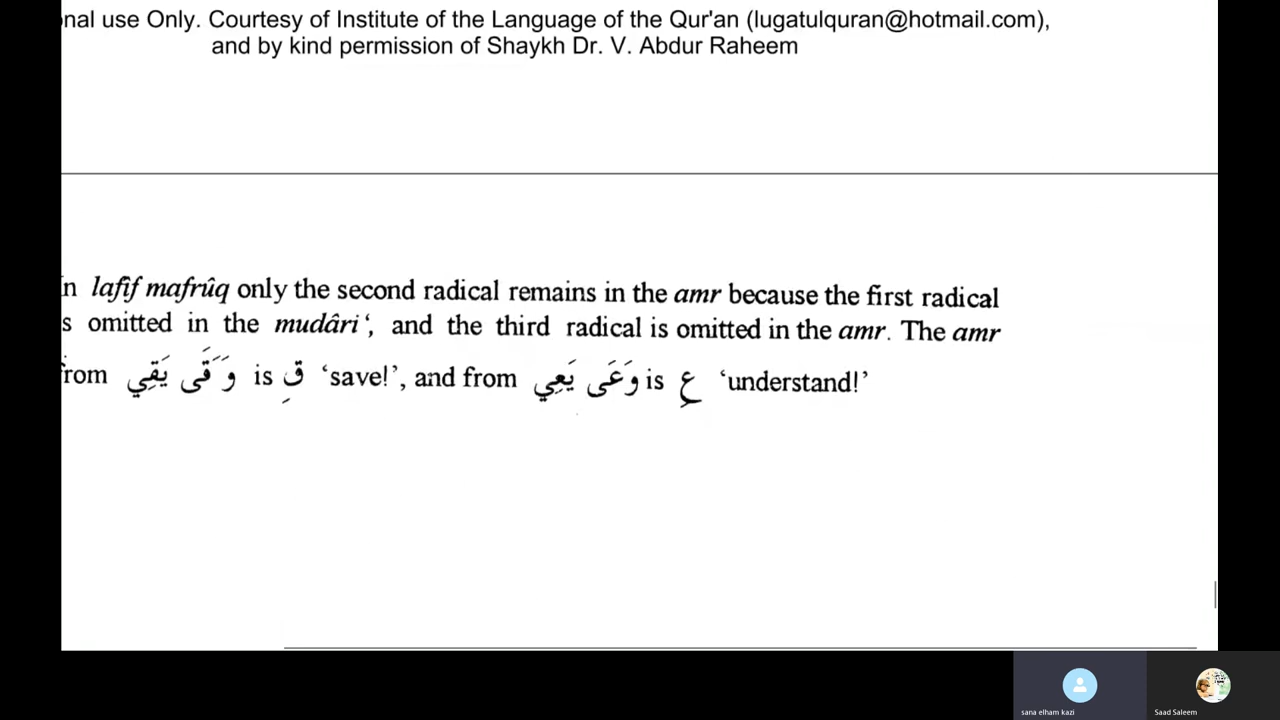 nal use Only. Courtesy of Institute of the Language of the Qur'an (lugatulquran@hotmail.com),
and by kind permission of Shaykh Dr. V. Abdur Raheem
n lafîf mafrûq only the second radical remains in the amr because the first radical
s omitted in the mudâri‘, and the third radical is omitted in the amr. The amr
from وَقَى يَقِي is قِ ‘save!’, and from وَعَى يَعِي is عِ ‘understand!’
sana elham kazi
Saad Saleem